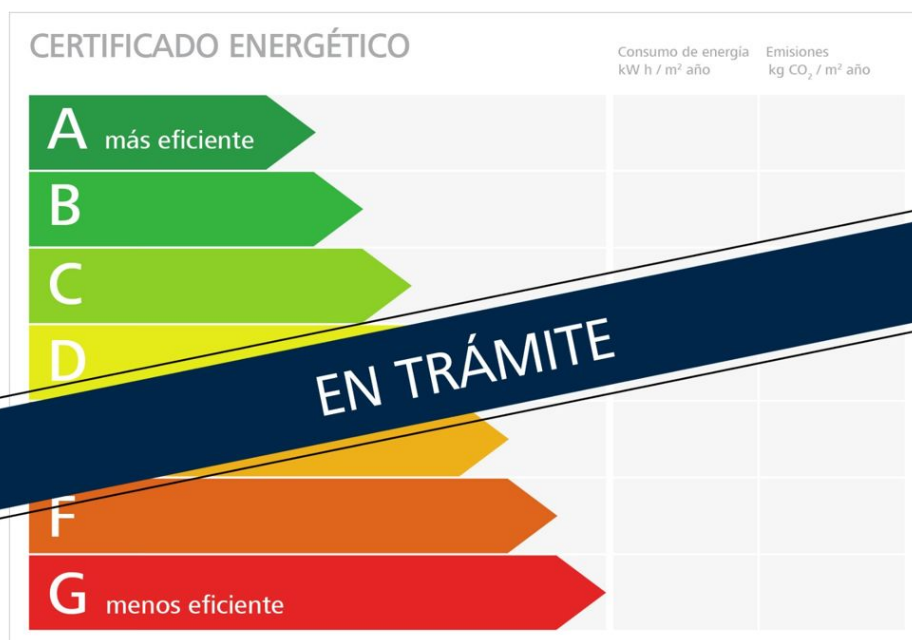 CERTIFICADO ENERGÉTICO
Consumo de energía
kW h / m² año
Emisiones
kg CO₂ / m² año
A más eficiente
B
C
D
EN TRÁMITE
F
G menos eficiente